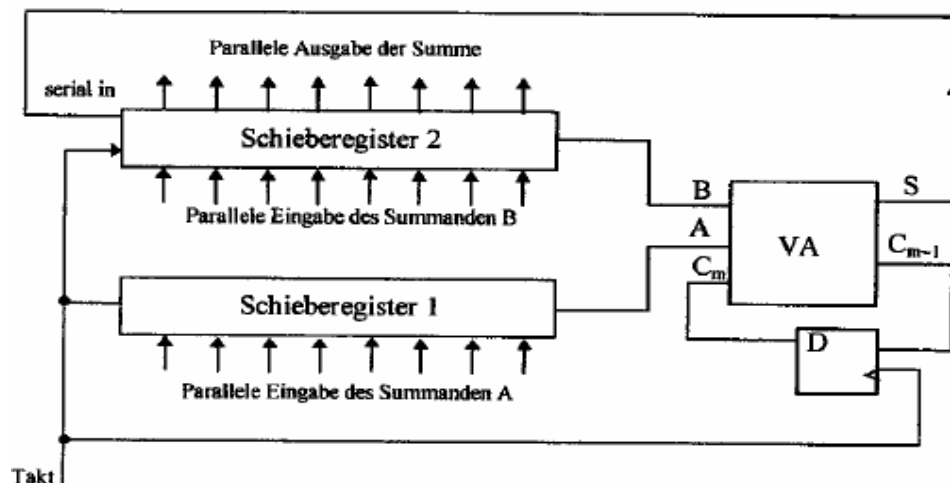 Parallele Ausgabe der Summe
serial in
Schieberegister 2
Parallele Eingabe des Summanden B
B
S
A
VA
C_m
C_{m-1}
Schieberegister 1
D
Parallele Eingabe des Summanden A
Takt